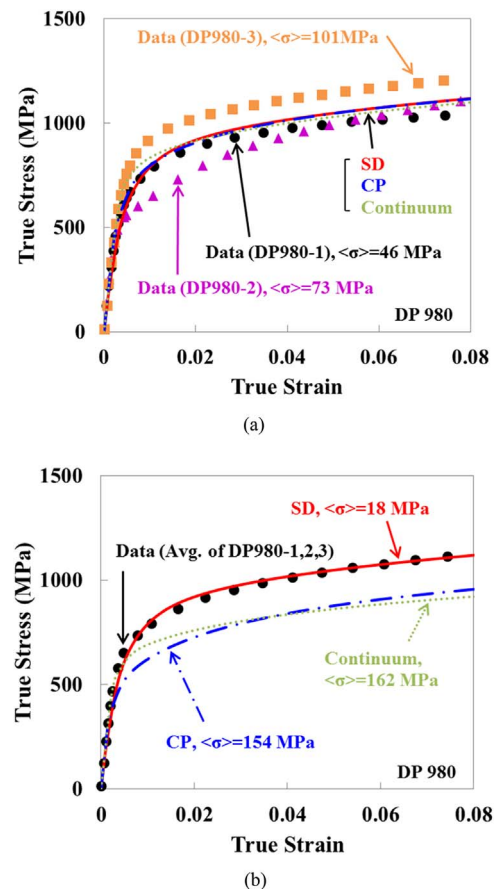 1500
Data (DP980-3), <σ>=101MPa
1000
SD
CP
Continuum
500
Data (DP980-1), <σ>=46 MPa
Data (DP980-2), <σ>=73 MPa
DP 980
0
0
0.02
0.04
0.06
0.08
True Stress (MPa)
True Strain
(a)
1500
SD, <σ>=18 MPa
Data (Avg. of DP980-1,2,3)
1000
Continuum,
<σ>=162 MPa
500
CP, <σ>=154 MPa
DP 980
0
0
0.02
0.04
0.06
0.08
True Stress (MPa)
True Strain
(b)